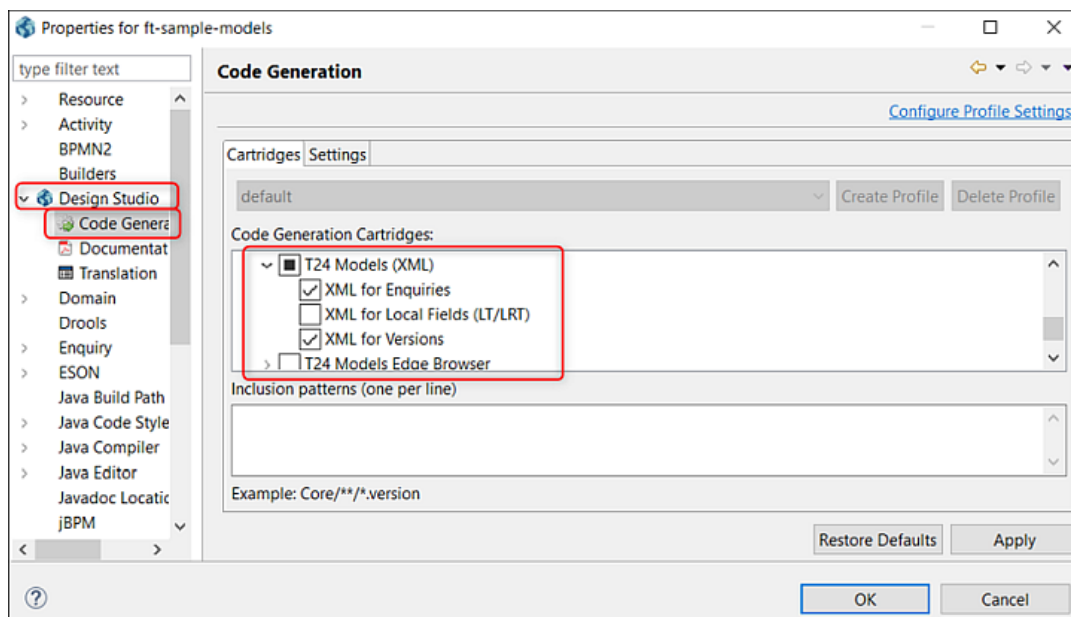 Properties for ft-sample-models
type filter text
Resource
Activity
BPMN2
Builders
Design Studio
Code Genera
Documentat
Translation
Domain
Drools
Enquiry
ESON
Java Build Path
Java Code Style
Java Compiler
Java Editor
Javadoc Locatic
jBPM
Code Generation
Configure Profile Settings
Cartridges Settings
default Create Profile Delete Profile
Code Generation Cartridges:
T24 Models (XML)
XML for Enquiries
XML for Local Fields (LT/LRT)
XML for Versions
T24 Models Edge Browser
Inclusion patterns (one per line)
Example: Core/**/*.version
Restore Defaults Apply
? OK Cancel